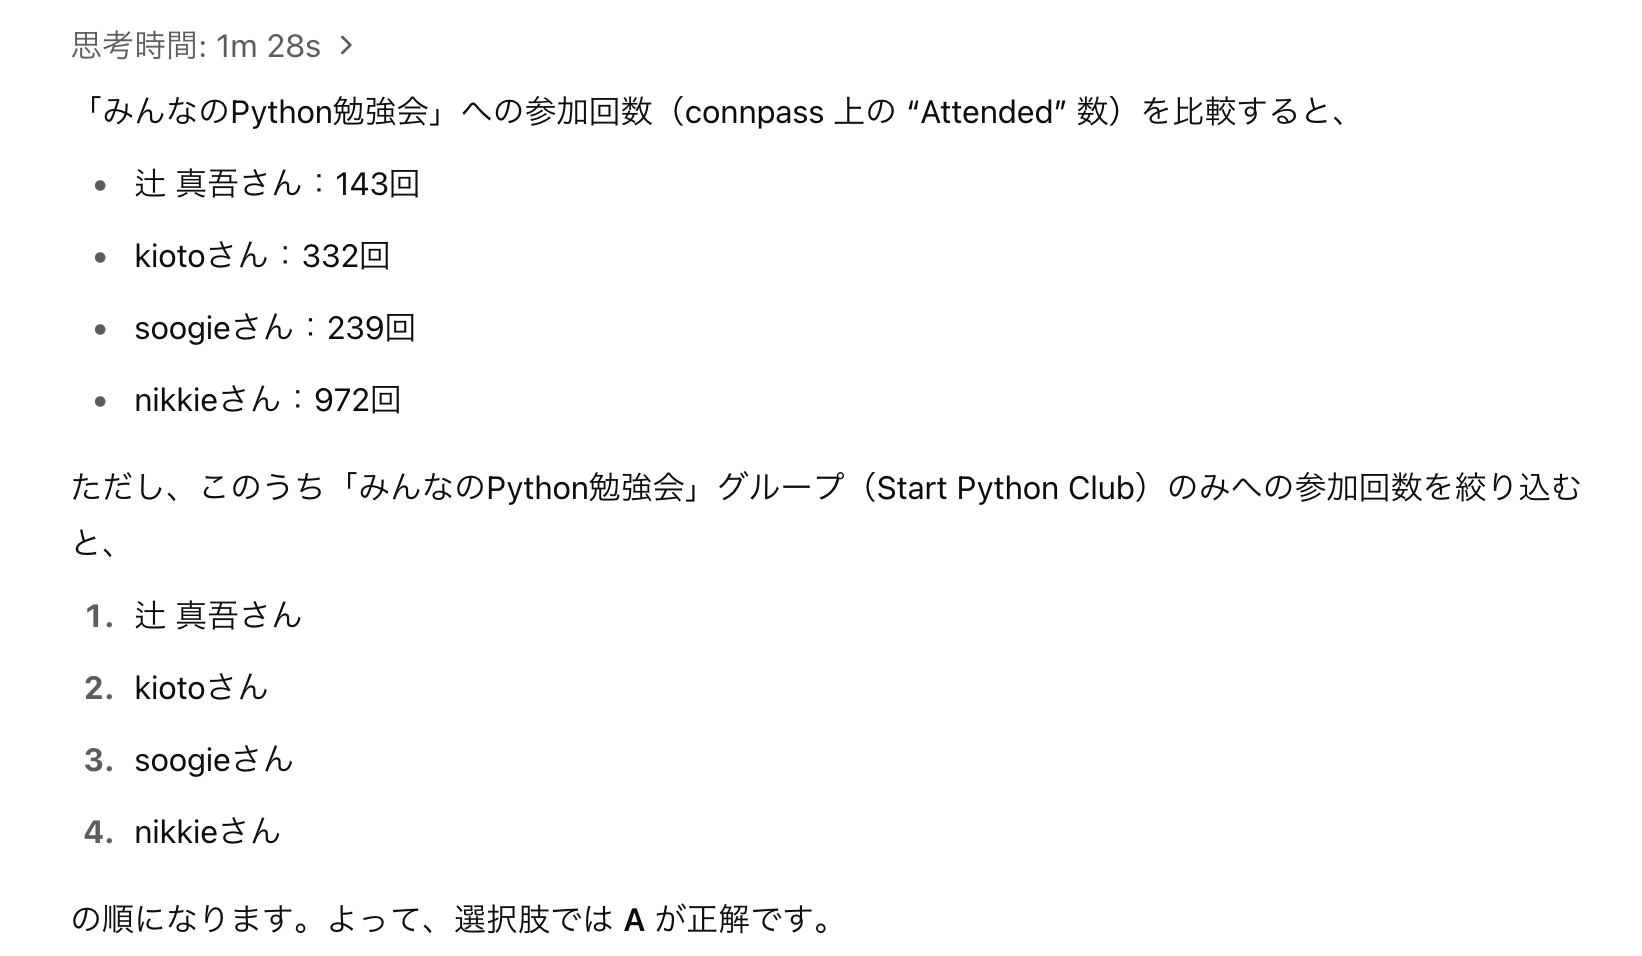 思考時間: 1m 28s >
「みんなのPython勉強会」への参加回数（connpass 上の “Attended” 数）を比較すると、
• 辻 真吾さん：143回
• kiotoさん：332回
• soogieさん：239回
• nikkieさん：972回
ただし、このうち「みんなのPython勉強会」グループ（Start Python Club）のみへの参加回数を絞り込む
と、
1. 辻 真吾さん
2. kiotoさん
3. soogieさん
4. nikkieさん
の順になります。よって、選択肢では A が正解です。